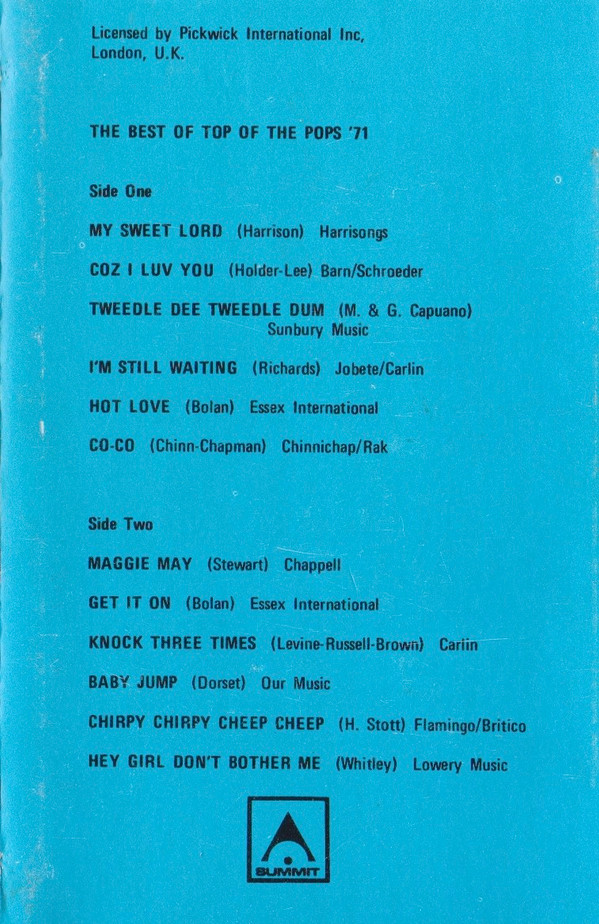 Licensed by Pickwick International Inc,
London, U.K.
THE BEST OF TOP OF THE POPS '71
Side One
MY SWEET LORD (Harrison) Harrisongs
COZ I LUV YOU (Holder-Lee) Barn/Schroeder
TWEEDLE DEE TWEEDLE DUM (M. & G. Capuano)
Sunbury Music
I'M STILL WAITING (Richards) Jobete/Carlin
HOT LOVE (Bolan) Essex International
CO-CO (Chinn-Chapman) Chinnichap/Rak
Side Two
MAGGIE MAY (Stewart) Chappell
GET IT ON (Bolan) Essex International
KNOCK THREE TIMES (Levine-Russell-Brown) Carlin
BABY JUMP (Dorset) Our Music
CHIRPY CHIRPY CHEEP CHEEP (H. Stott) Flamingo/Britico
HEY GIRL DON'T BOTHER ME (Whitley) Lowery Music
SUMMIT